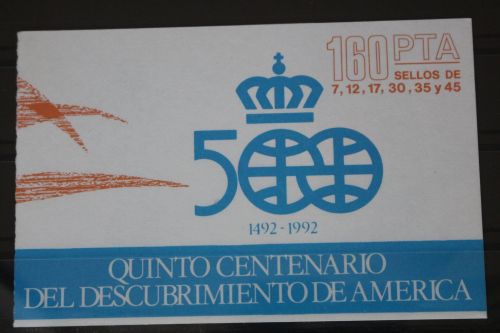 160 PTA
SELLOS DE
7, 12, 17, 30, 35 y 45
500
1492-1992
QUINTO CENTENARIO
DEL DESCUBRIMIENTO DE AMERICA